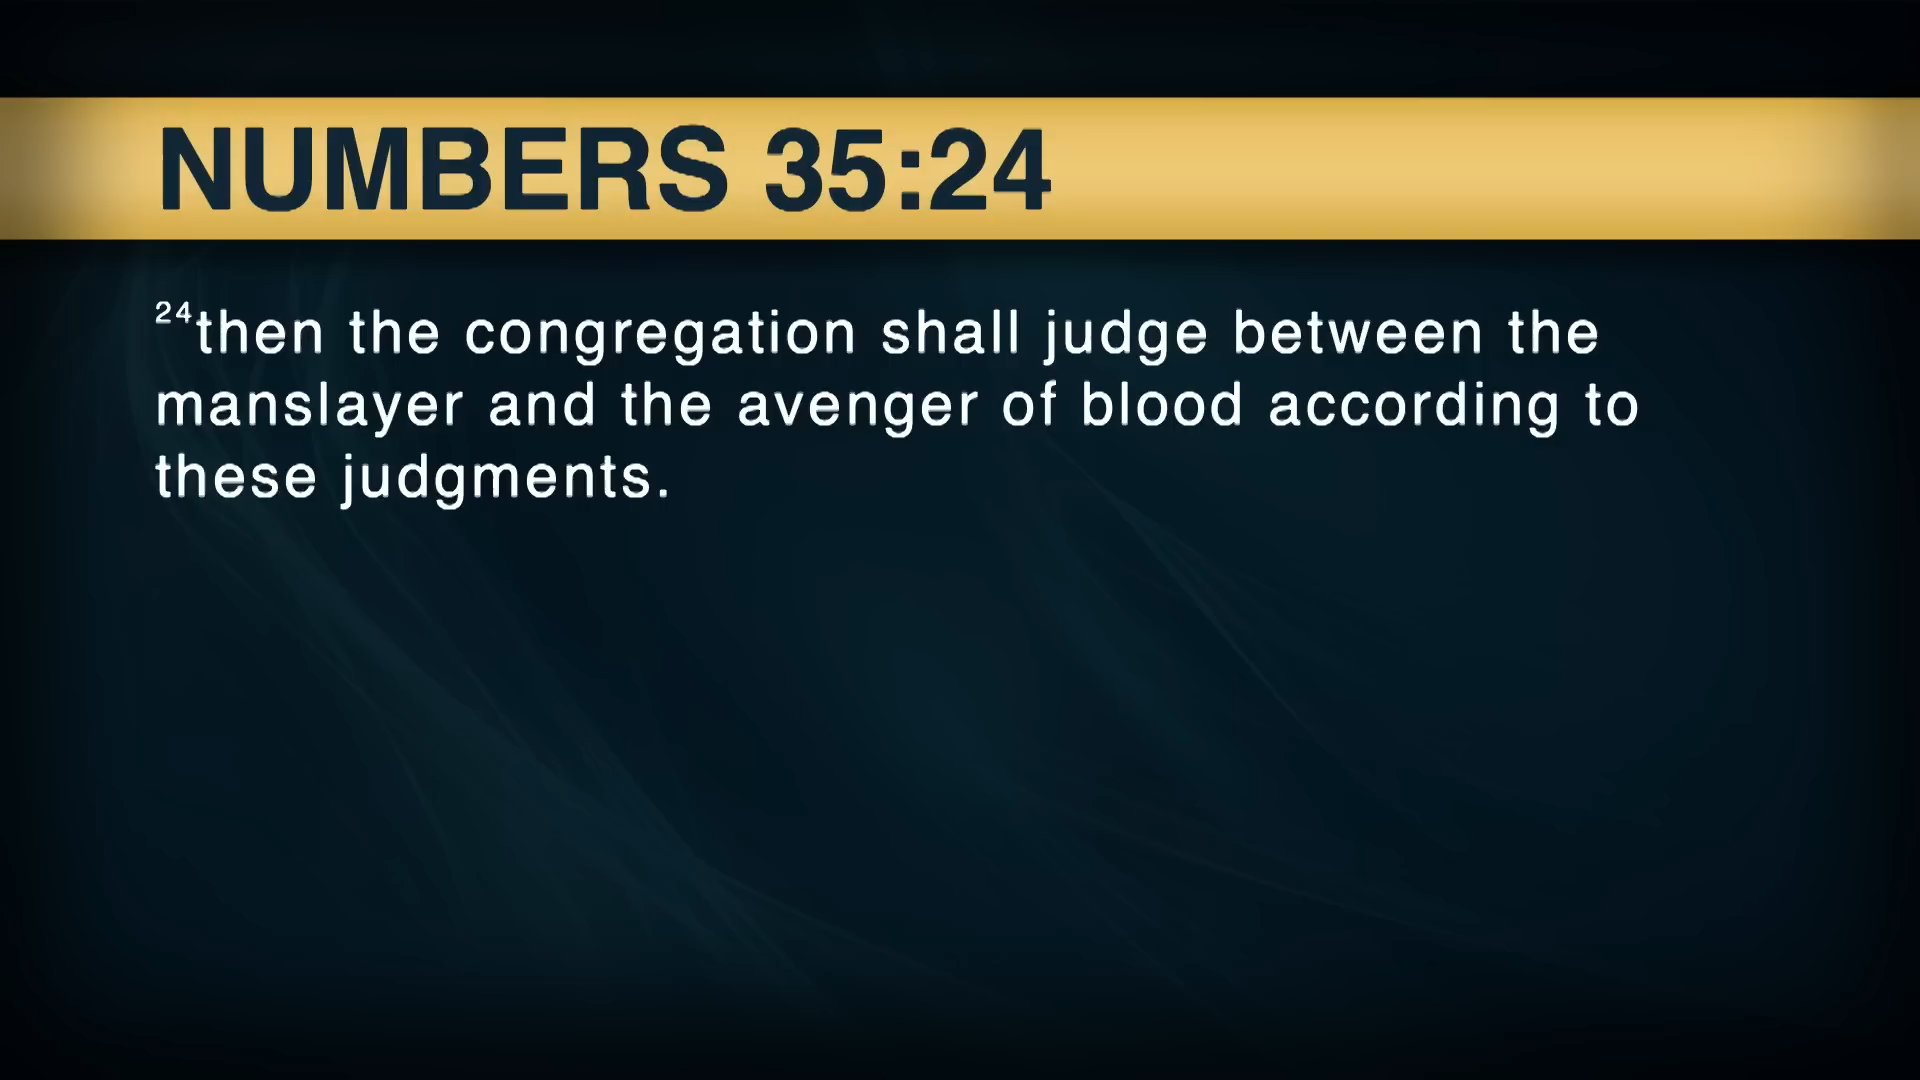 NUMBERS 35:24
24then the congregation shall judge between the
manslayer and the avenger of blood according to
these judgments.